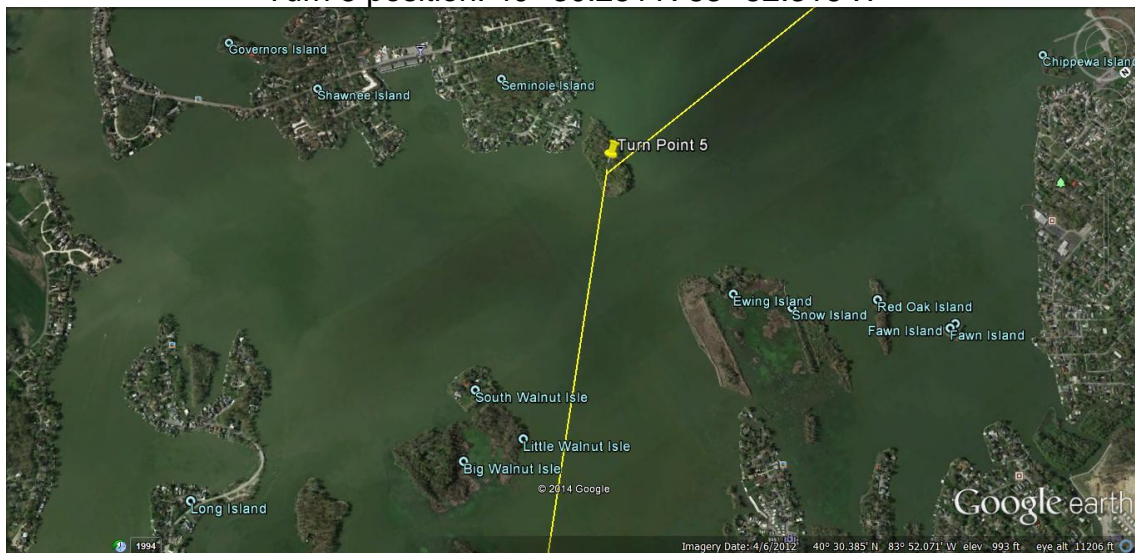 Governors Island
Shawnee Island
Seminole Island
Chippewa Island
Turn Point 5
Ewing Island
Snow Island
Red Oak Island
Fawn Island
Fawn Island
South Walnut Isle
Little Walnut Isle
Big Walnut Isle
Long Island
© 2014 Google
Google earth
1994
Imagery Date: 4/6/2012 40° 30.385' N 83° 52.071' W elev 993 ft eye alt 11206 ft